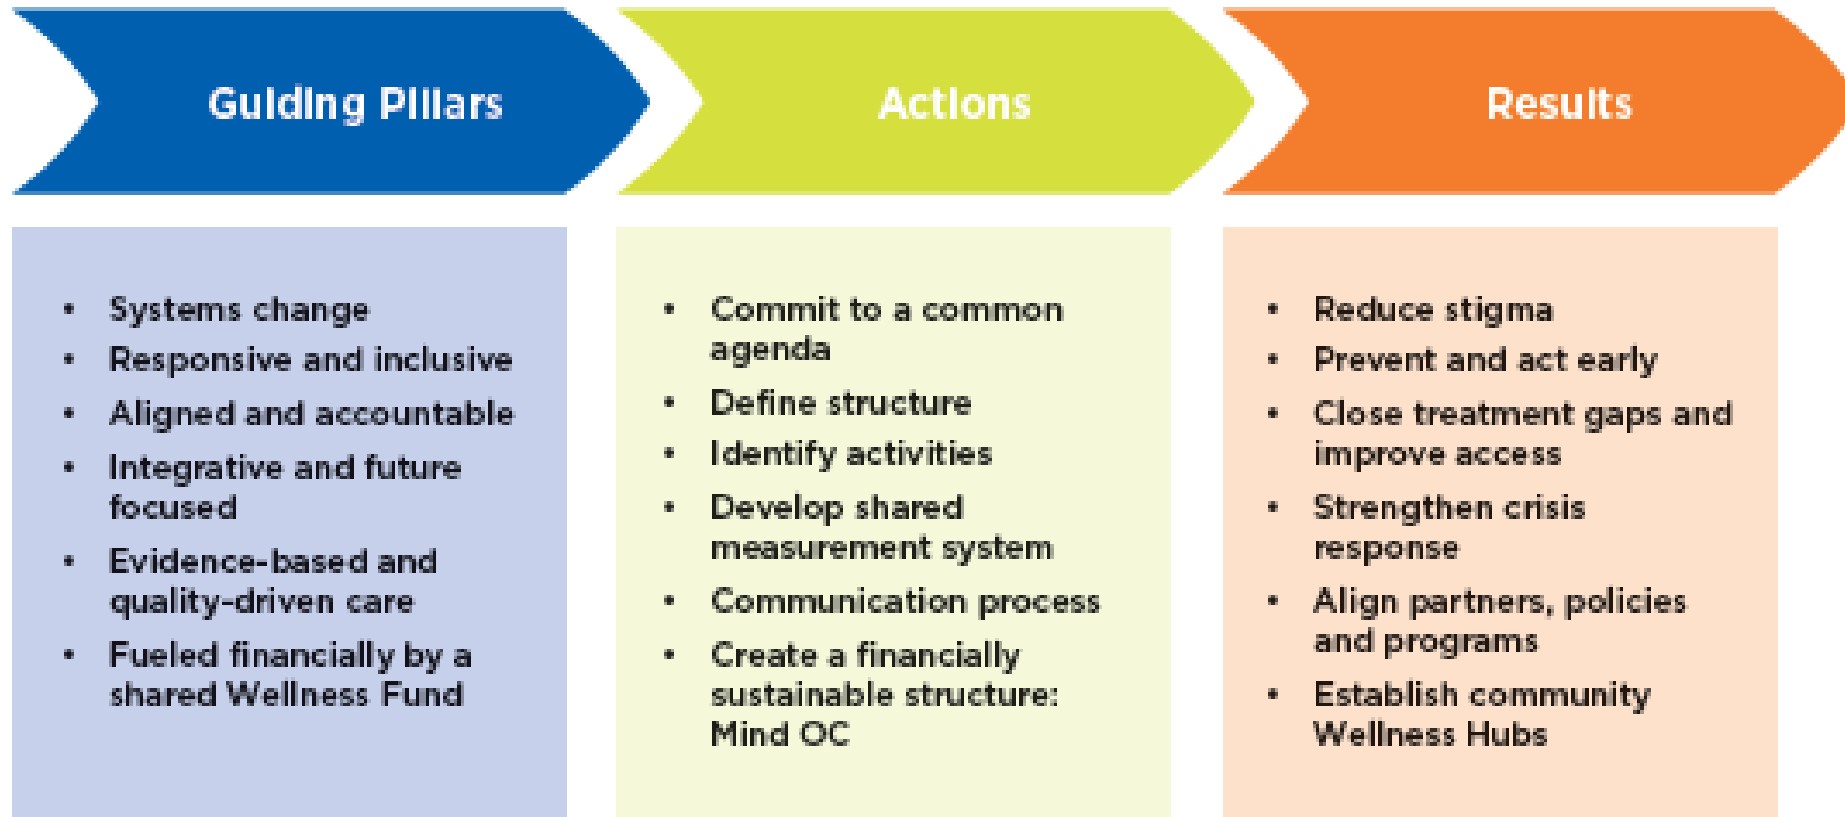 Guiding Pillars
• Systems change
• Responsive and inclusive
• Aligned and accountable
• Integrative and future
focused
• Evidence-based and
quality-driven care
• Fueled financially by a
shared Wellness Fund
Actions
• Commit to a common
agenda
• Define structure
• Identify activities
• Develop shared
measurement system
• Communication process
• Create a financially
sustainable structure:
Mind OC
Results
• Reduce stigma
• Prevent and act early
• Close treatment gaps and
improve access
• Strengthen crisis
response
• Align partners, policies
and programs
• Establish community
Wellness Hubs